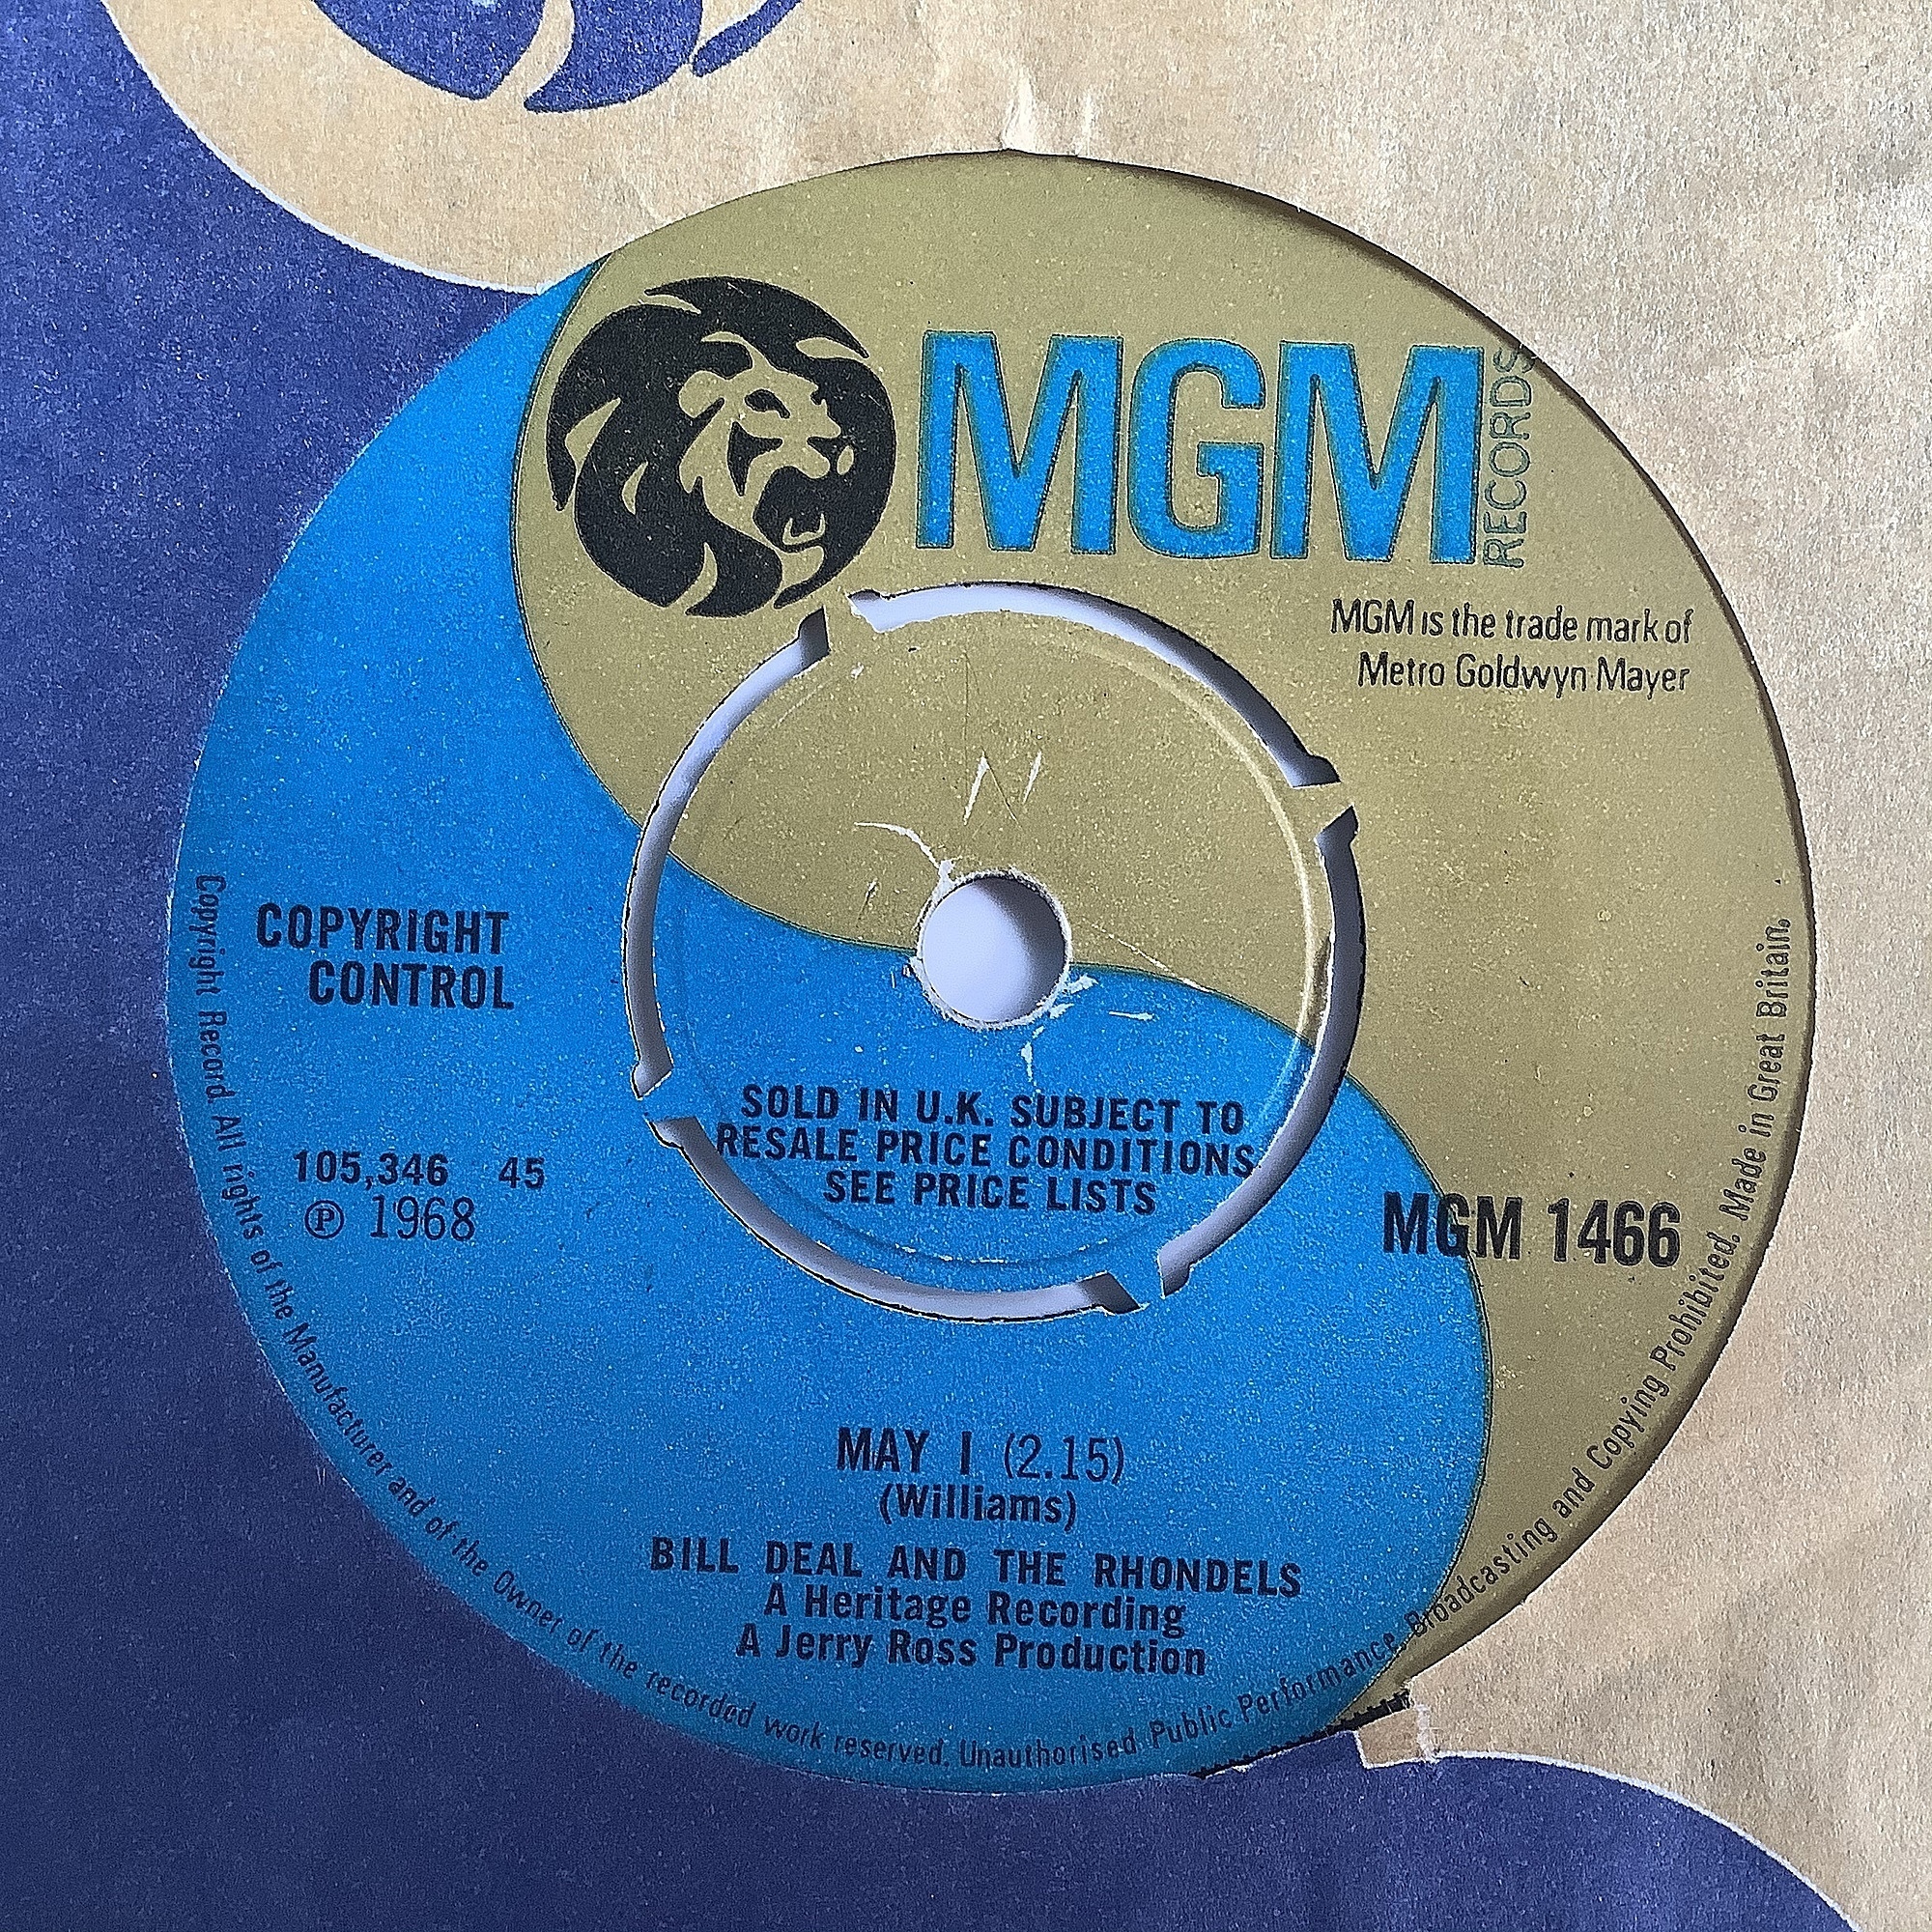 MGM
RECORDS
MGM is the trade mark of
Metro Goldwyn Mayer
COPYRIGHT
CONTROL
105,346 45
℗ 1968
SOLD IN U.K. SUBJECT TO
RESALE PRICE CONDITIONS
SEE PRICE LISTS
MGM 1466
MAY I (2.15)
(Williams)
BILL DEAL AND THE RHONDELS
A Heritage Recording
A Jerry Ross Production
Copyright Record All rights of the Manufacturer and of the Owner of the recorded work reserved. Unauthorised Public Performance, Broadcasting and Copying Prohibited. Made in Great Britain.